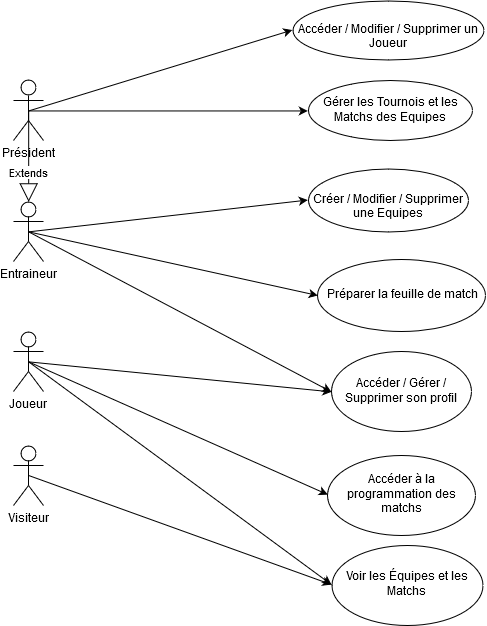 Accéder / Modifier / Supprimer un
Joueur
Gérer les Tournois et les
Matchs des Equipes
Président
Extends
Créer / Modifier / Supprimer
une Equipes
Entraineur
Préparer la feuille de match
Joueur
Accéder / Gérer /
Supprimer son profil
Accéder à la
programmation des
matchs
Visiteur
Voir les Équipes et les
Matchs